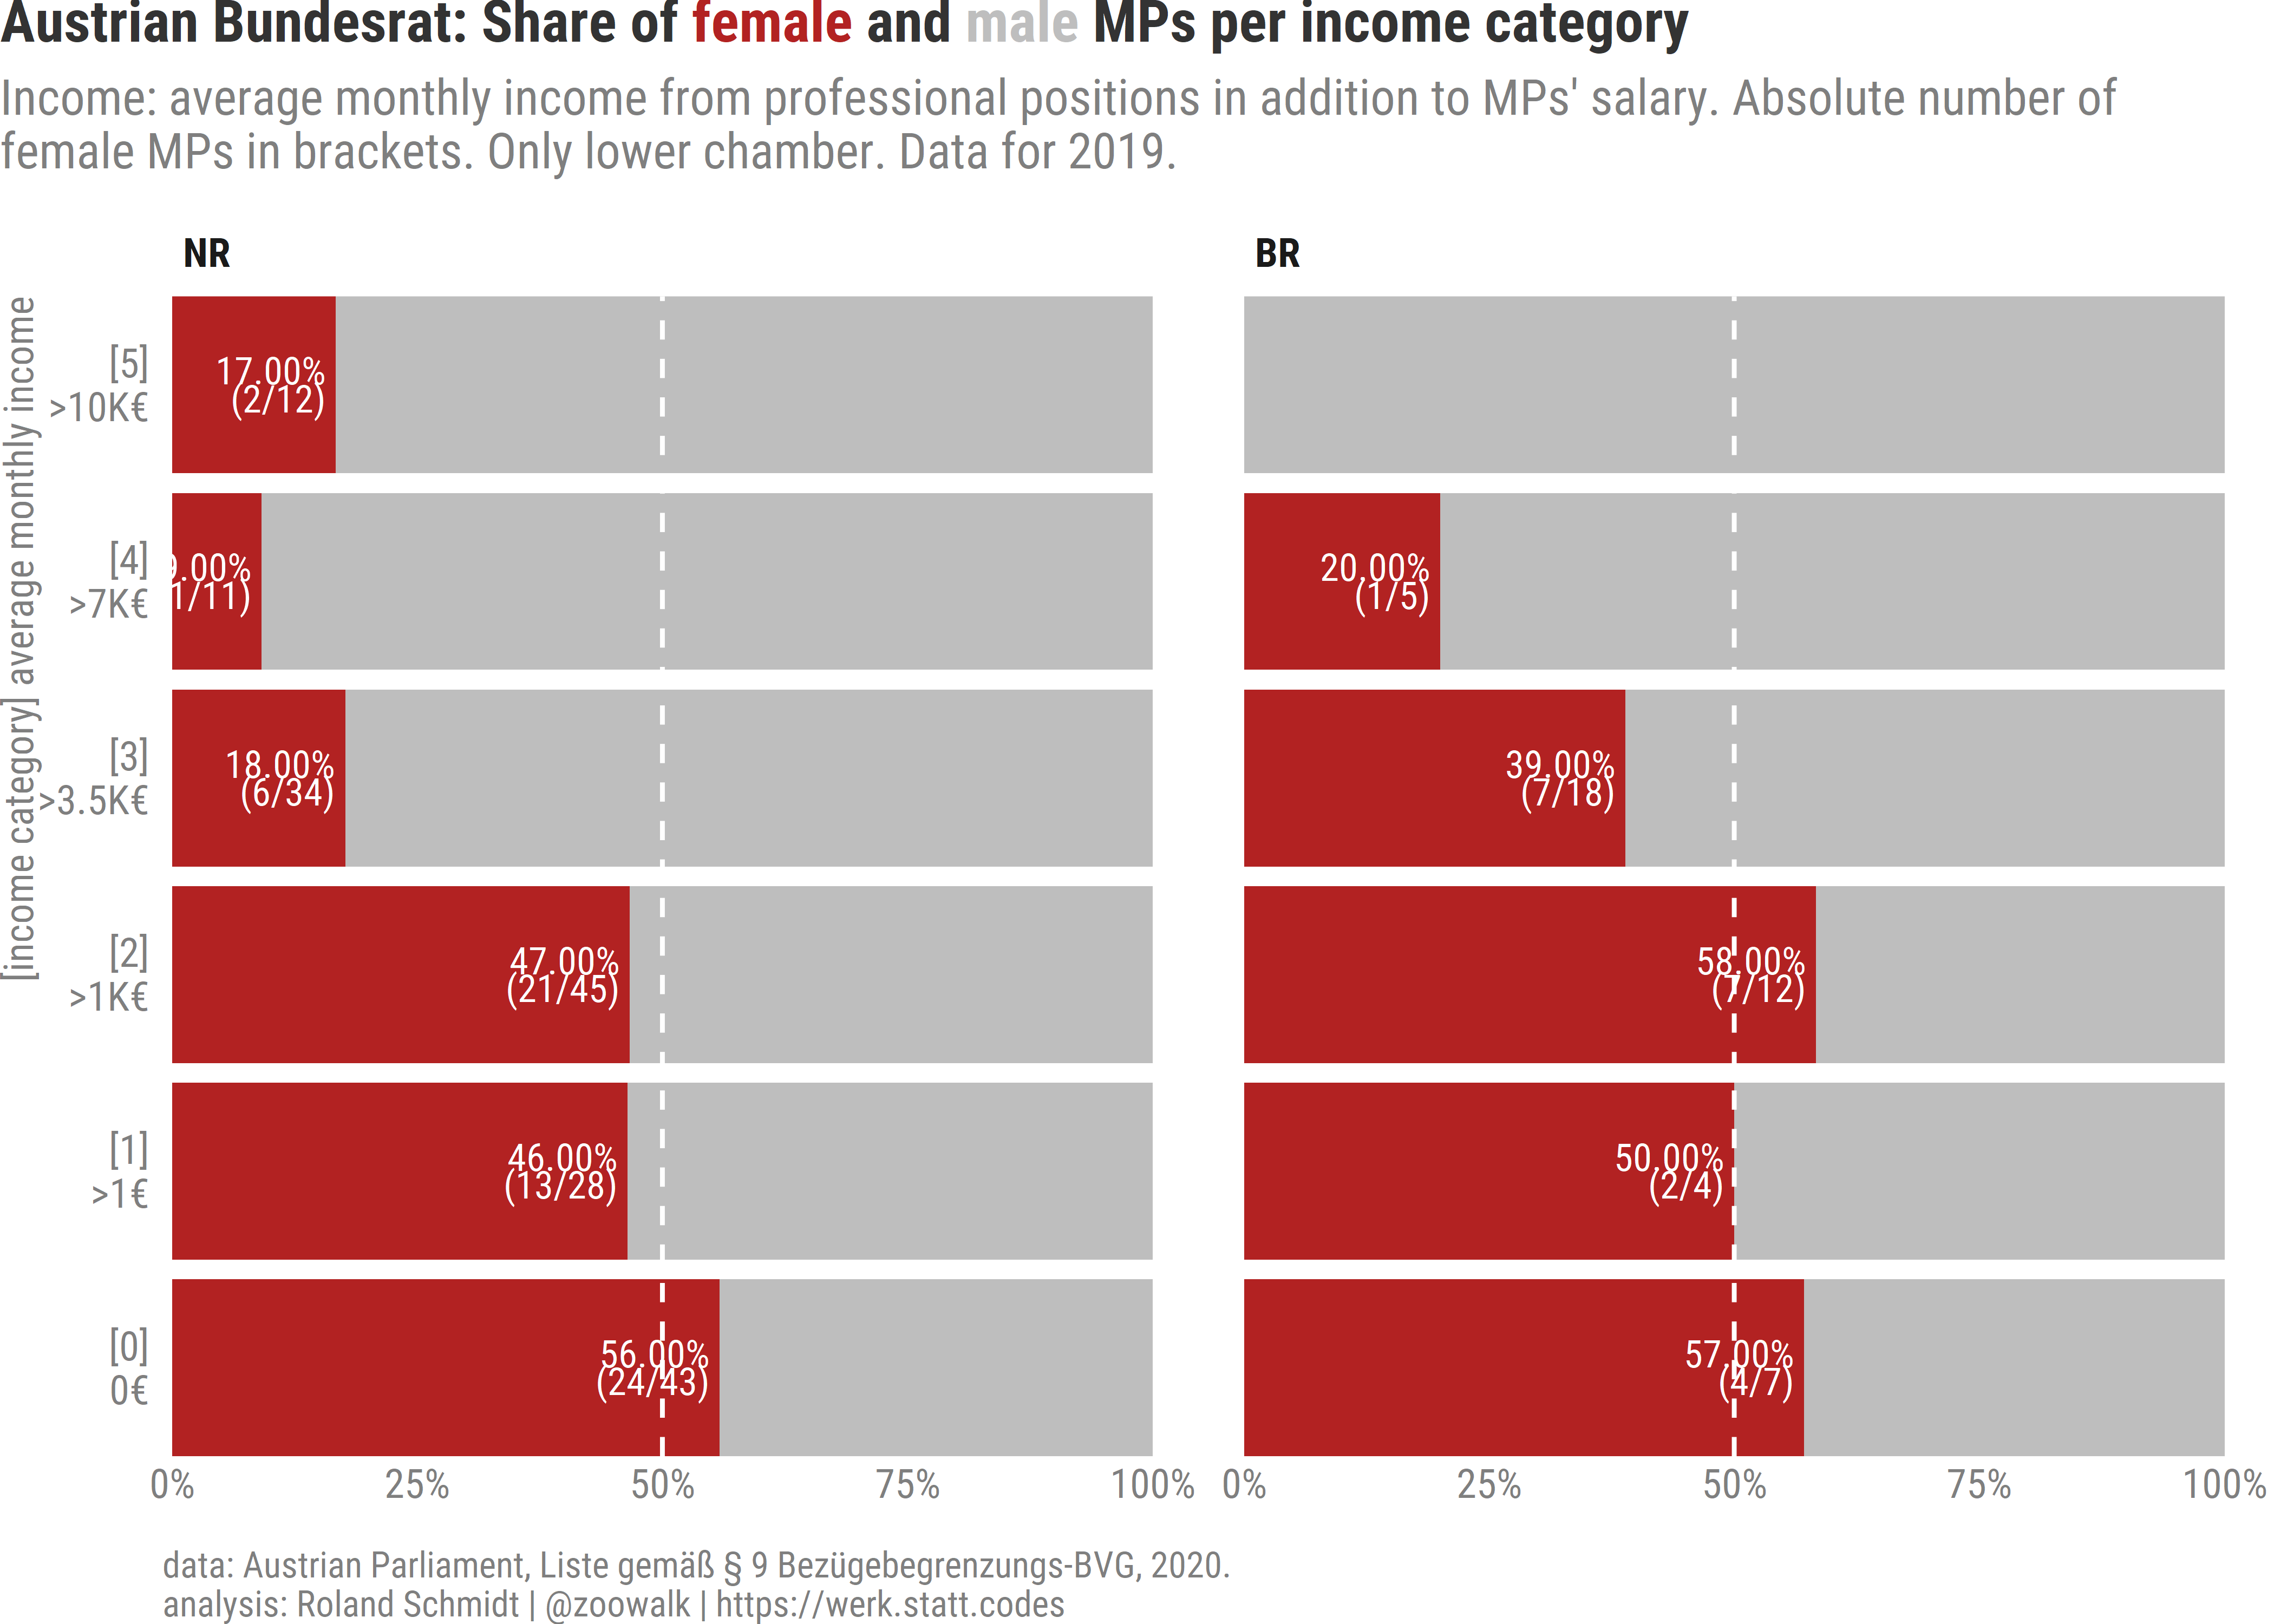 Austrian Bundesrat: Share of female and male MPs per income category
Income: average monthly income from professional positions in addition to MPs' salary. Absolute number of
female MPs in brackets. Only lower chamber. Data for 2019.
NR
BR
[income category] average monthly income
[5]
>10K€
17.00%
(2/12)
[4]
>7K€
9.00%
1/11)
20.00%
(1/5)
[3]
>3.5K€
18.00%
(6/34)
39.00%
(7/18)
[2]
>1K€
47.00%
(21/45)
58.00%
(7/12)
[1]
>1€
46.00%
(13/28)
50.00%
(2/4)
[0]
0€
56.00%
(24/43)
57.00%
(4/7)
0% 25% 50% 75% 100% 0% 25% 50% 75% 100%
data: Austrian Parliament, Liste gemäß § 9 Bezügebegrenzungs-BVG, 2020.
analysis: Roland Schmidt | @zoowalk | https://werk.statt.codes